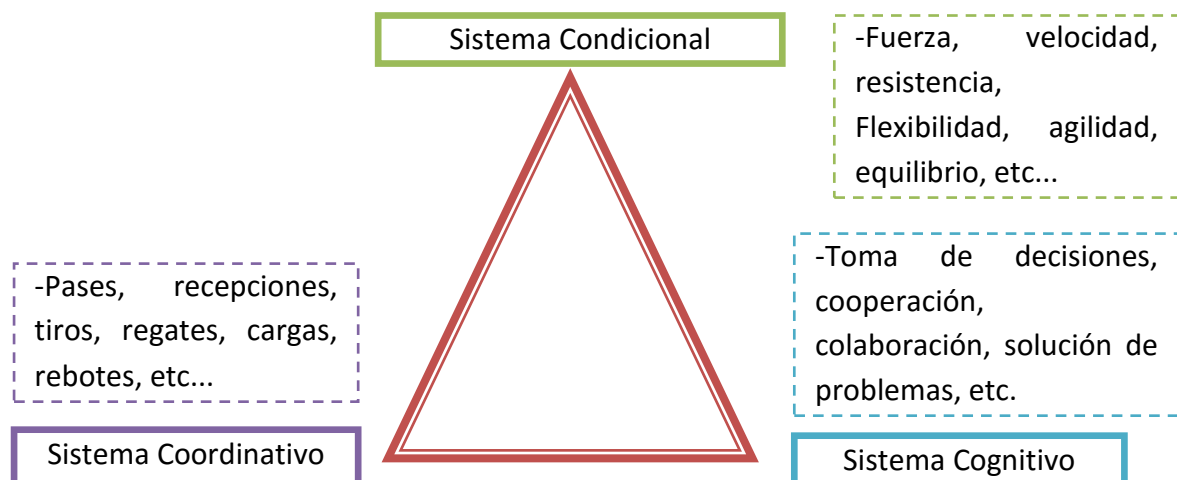 Sistema Condicional
-Fuerza, velocidad,
resistencia,
Flexibilidad, agilidad,
equilibrio, etc...
-Toma de decisiones,
cooperación,
colaboración, solución de
problemas, etc.
-Pases, recepciones,
tiros, regates, cargas,
rebotes, etc...
Sistema Coordinativo
Sistema Cognitivo